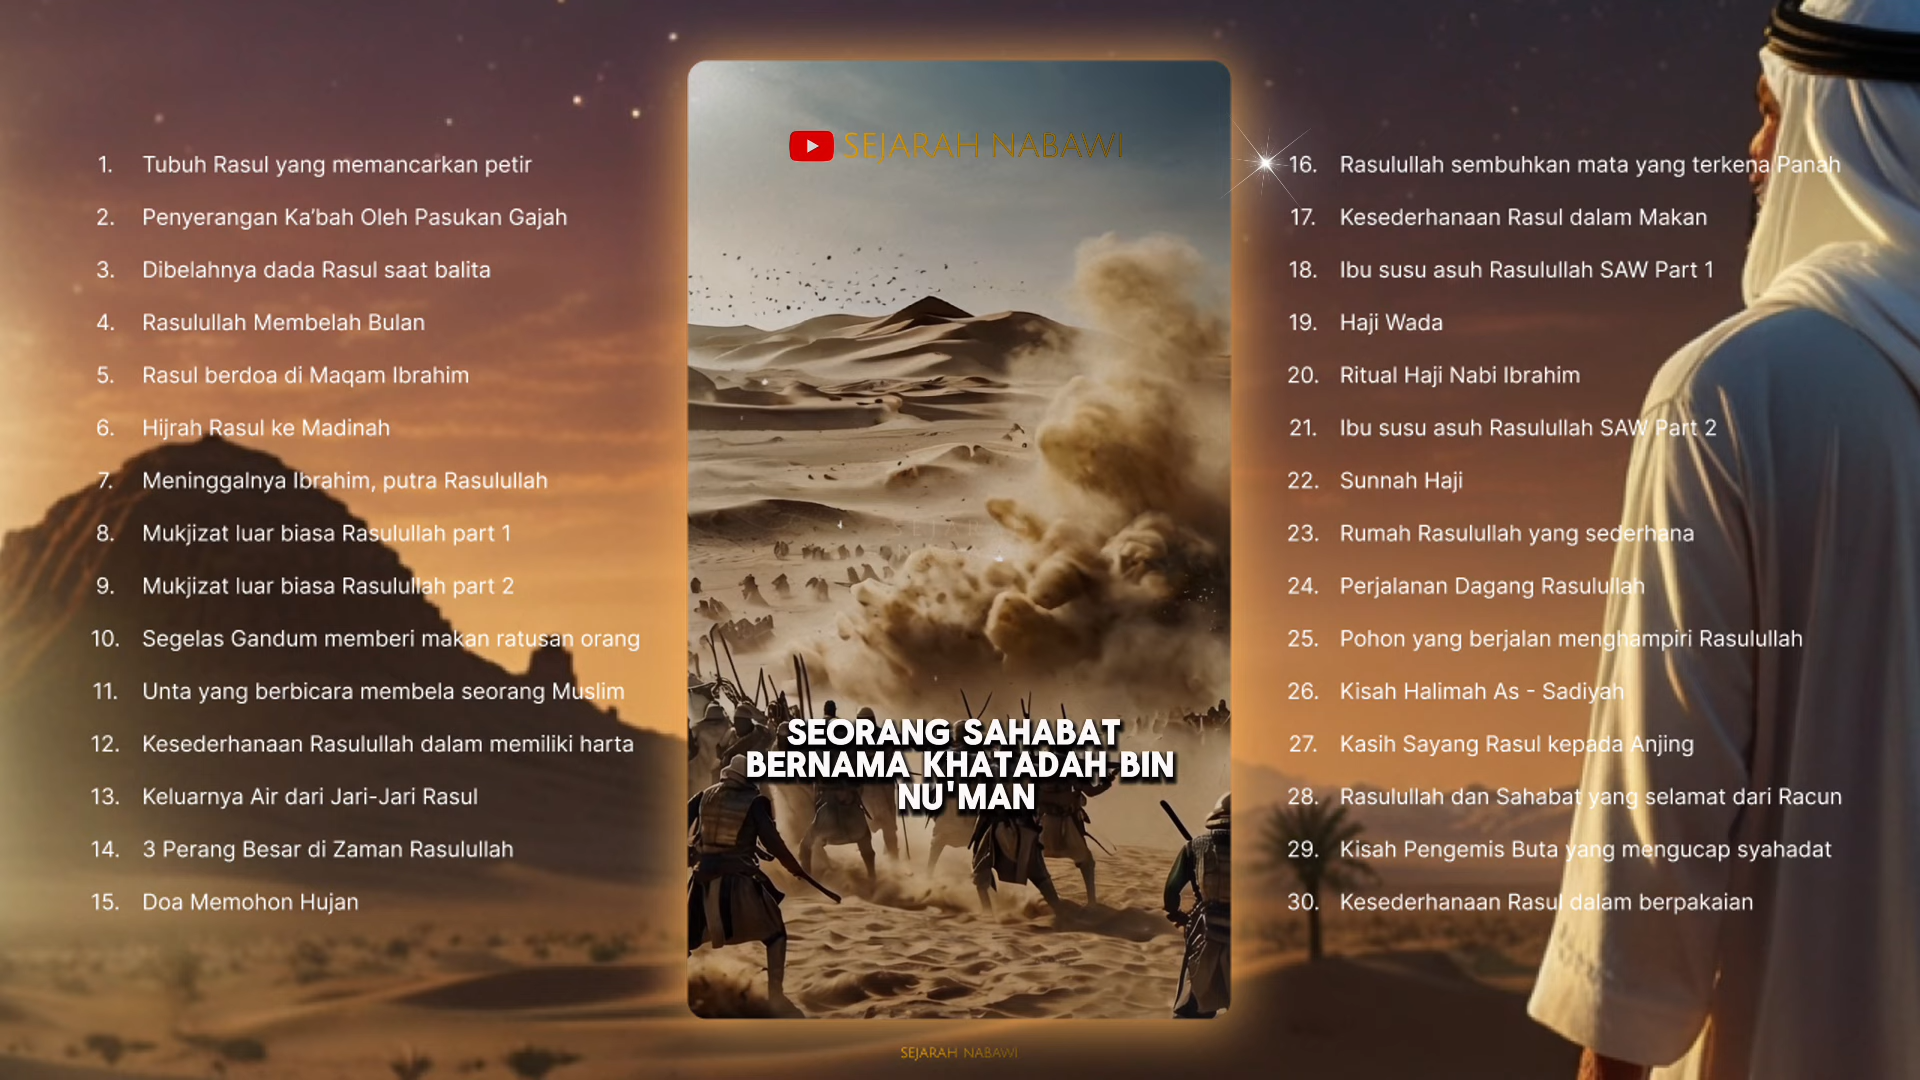 SEJARAH NABAWI
1. Tubuh Rasul yang memancarkan petir
2. Penyerangan Ka’bah Oleh Pasukan Gajah
3. Dibelahnya dada Rasul saat balita
4. Rasulullah Membelah Bulan
5. Rasul berdoa di Maqam Ibrahim
6. Hijrah Rasul ke Madinah
7. Meninggalnya Ibrahim, putra Rasulullah
8. Mukjizat luar biasa Rasulullah part 1
9. Mukjizat luar biasa Rasulullah part 2
10. Segelas Gandum memberi makan ratusan orang
11. Unta yang berbicara membela seorang Muslim
12. Kesederhanaan Rasulullah dalam memiliki harta
13. Keluarnya Air dari Jari-Jari Rasul
14. 3 Perang Besar di Zaman Rasulullah
15. Doa Memohon Hujan
SEORANG SAHABAT
BERNAMA KHATADAH BIN
NU'MAN
16. Rasulullah sembuhkan mata yang terkena Panah
17. Kesederhanaan Rasul dalam Makan
18. Ibu susu asuh Rasulullah SAW Part 1
19. Haji Wada
20. Ritual Haji Nabi Ibrahim
21. Ibu susu asuh Rasulullah SAW Part 2
22. Sunnah Haji
23. Rumah Rasulullah yang sederhana
24. Perjalanan Dagang Rasulullah
25. Pohon yang berjalan menghampiri Rasulullah
26. Kisah Halimah As - Sadiyah
27. Kasih Sayang Rasul kepada Anjing
28. Rasulullah dan Sahabat yang selamat dari Racun
29. Kisah Pengemis Buta yang mengucap syahadat
30. Kesederhanaan Rasul dalam berpakaian
SEJARAH NABAWI